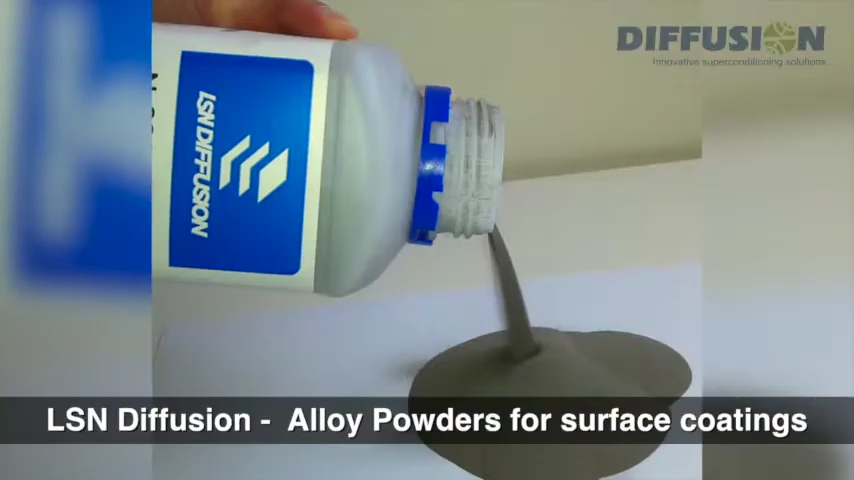 DIFFUSION
Innovative superconditioning solutions
LSN DIFFUSION
LSN Diffusion - Alloy Powders for surface coatings